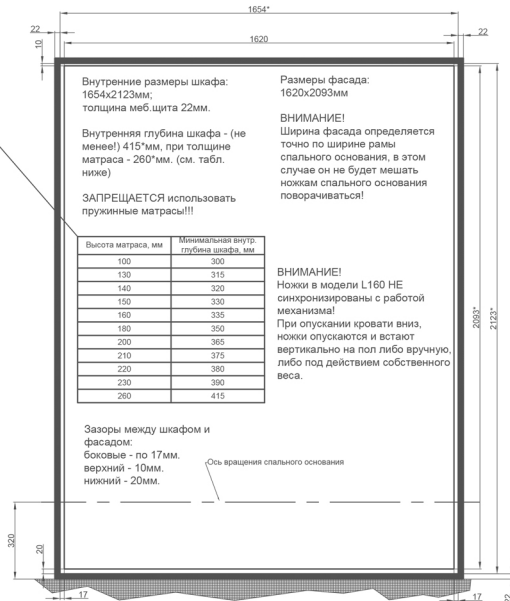 1654*
22
1620
22
10
Внутренние размеры шкафа:
1654х2123мм;
толщина меб.щита 22мм.
Внутренняя глубина шкафа - (не
менее!) 415*мм, при толщине
матраса - 260*мм. (см. табл.
ниже)
ЗАПРЕЩАЕТСЯ использовать
пружинные матрасы!!!
Размеры фасада:
1620х2093мм
ВНИМАНИЕ!
Ширина фасада определяется
точно по ширине рамы
спального основания, в этом
случае он не будет мешать
ножкам спального основания
поворачиваться!
Высота матраса, мм
Минимальная внутр.
глубина шкафа, мм
100 300
130 315
140 320
150 330
160 335
180 350
200 365
210 375
220 380
230 390
260 415
ВНИМАНИЕ!
Ножки в модели L160 НЕ
синхронизированы с работой
механизма!
При опускании кровати вниз,
ножки опускаются и встают
вертикально на пол либо вручную,
либо под действием собственного
веса.
2093*
2123*
Зазоры между шкафом и
фасадом:
боковые - по 17мм.
верхний - 10мм.
нижний - 20мм.
Ось вращения спального основания
320
20
17
17
22